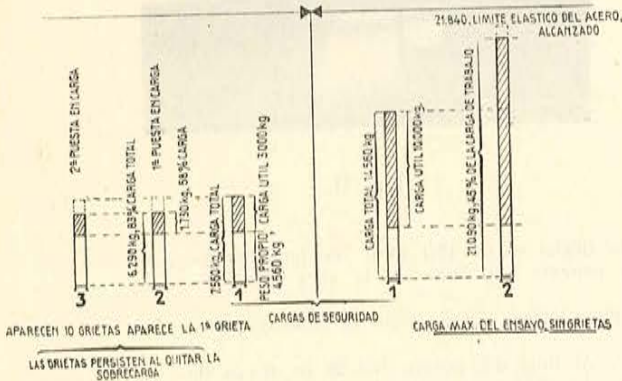 21.840, LIMITE ELASTICO DEL ACERO,
ALCANZADO
2ª PUESTA EN CARGA
1ª PUESTA EN CARGA
6.290 kg, 83% CARGA TOTAL
1.730 kg, 58% CARGA
7.560 kg, CARGA TOTAL
CARGA UTIL 3.000 kg
PESO PROPIO,
4.560 kg
CARGA TOTAL 14.560 kg
CARGA UTIL 10.000 kg
21.090 kg, 45% DE LA CARGA DE TRABAJO
3
2
1
1
2
APARECEN 10 GRIETAS
APARECE LA 1ª GRIETA
CARGAS DE SEGURIDAD
CARGA MAX. DEL ENSAYO, SIN GRIETAS
LAS GRIETAS PERSISTEN AL QUITAR LA
SOBRECARGA